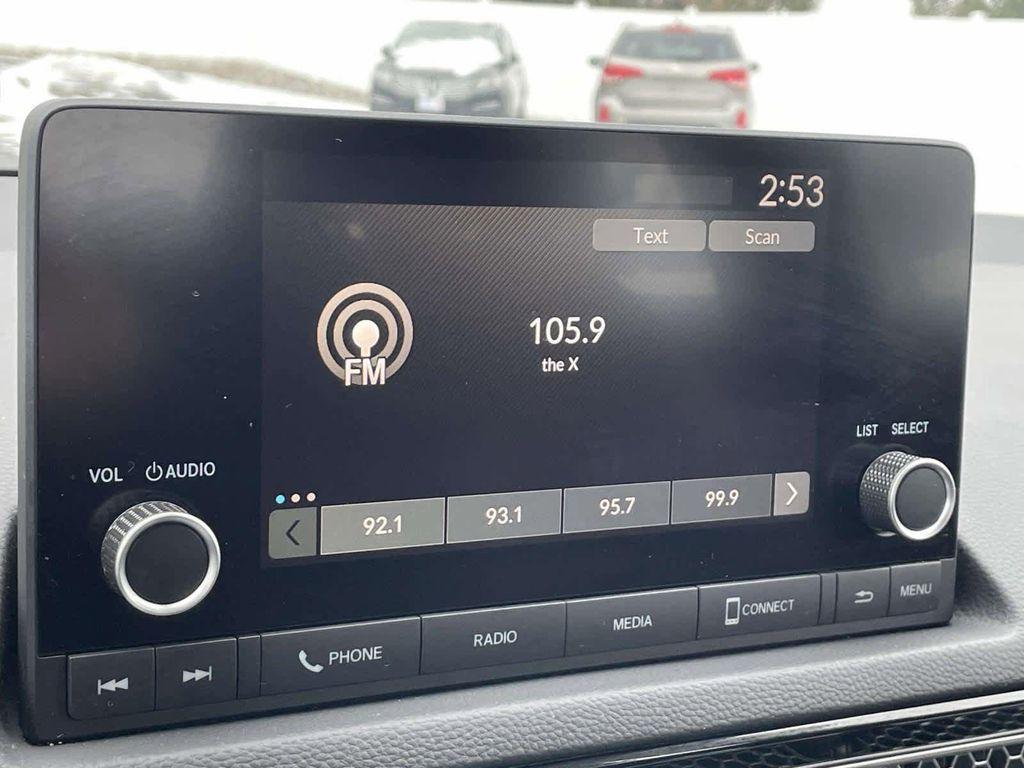 2:53
Text Scan
FM
105.9
the X
LIST SELECT
VOL AUDIO
92.1 93.1 95.7 99.9
PHONE RADIO MEDIA CONNECT MENU